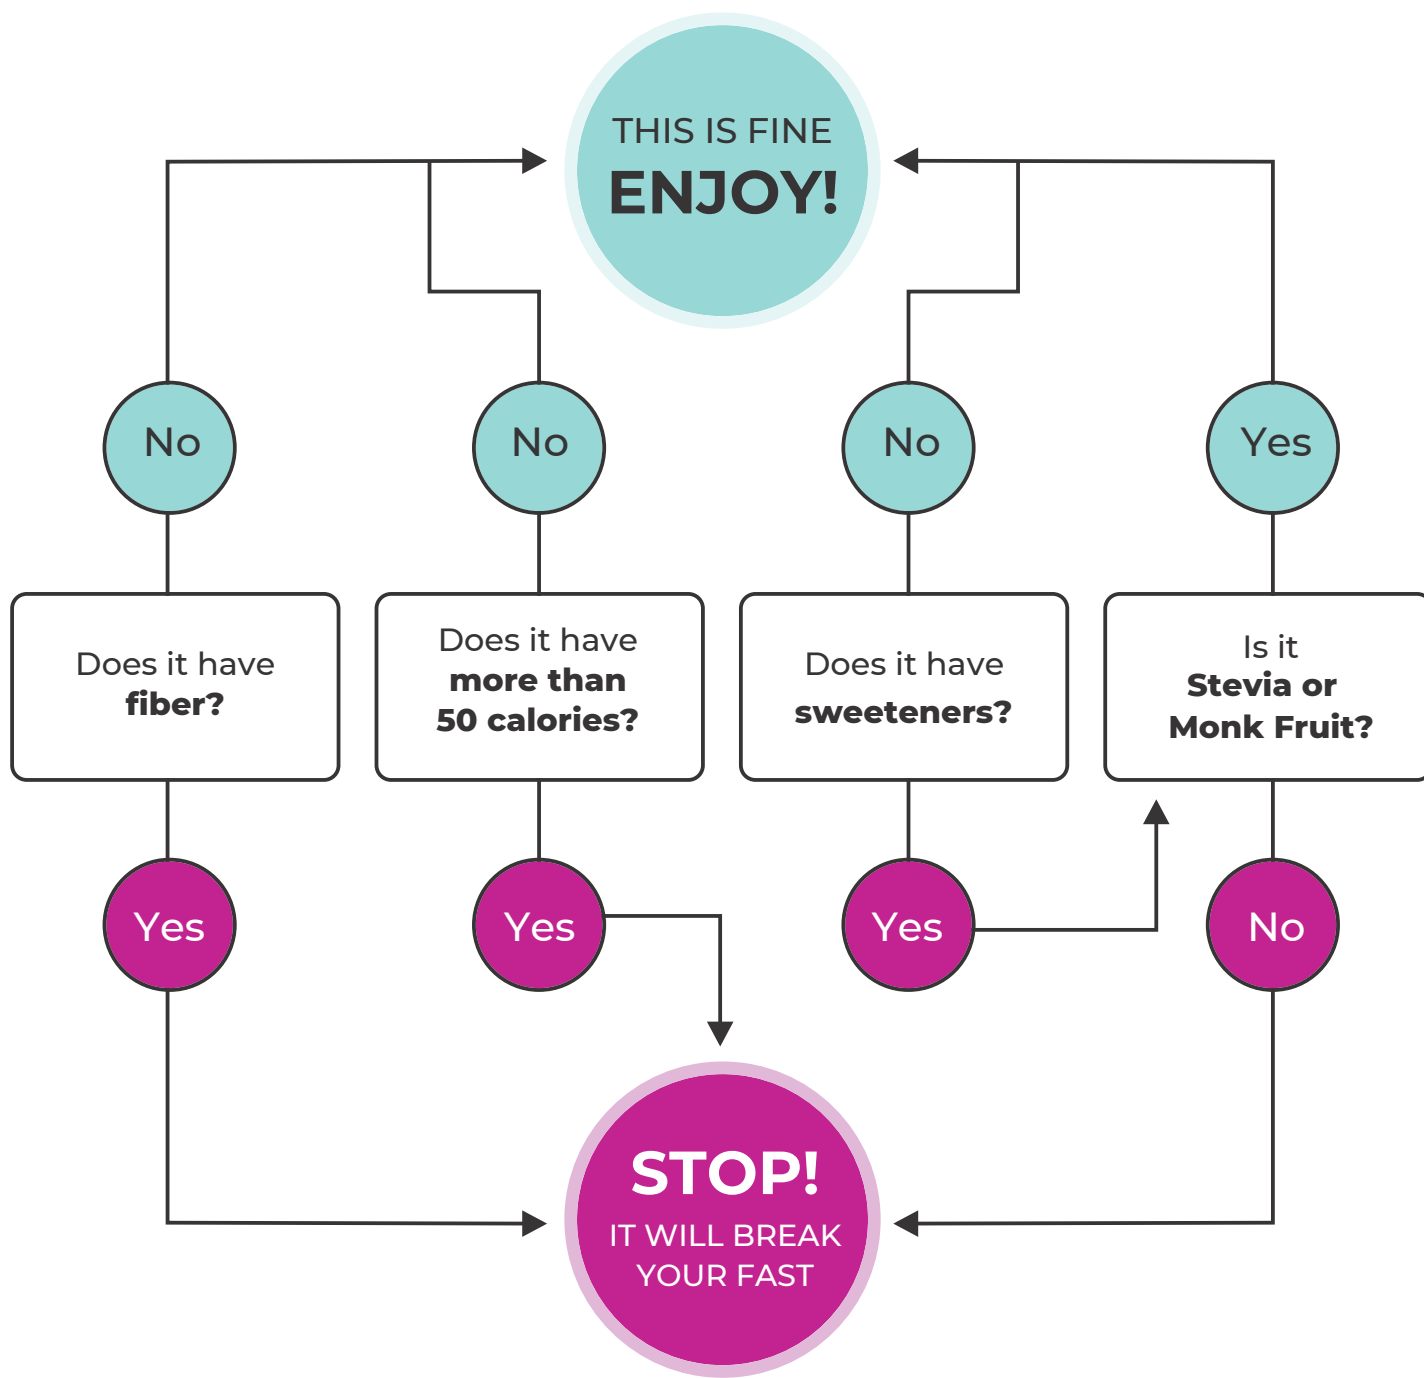 THIS IS FINE
ENJOY!
No
No
No
Yes
Does it have
fiber?
Does it have
more than
50 calories?
Does it have
sweeteners?
Is it
Stevia or
Monk Fruit?
Yes
Yes
Yes
No
STOP!
IT WILL BREAK
YOUR FAST